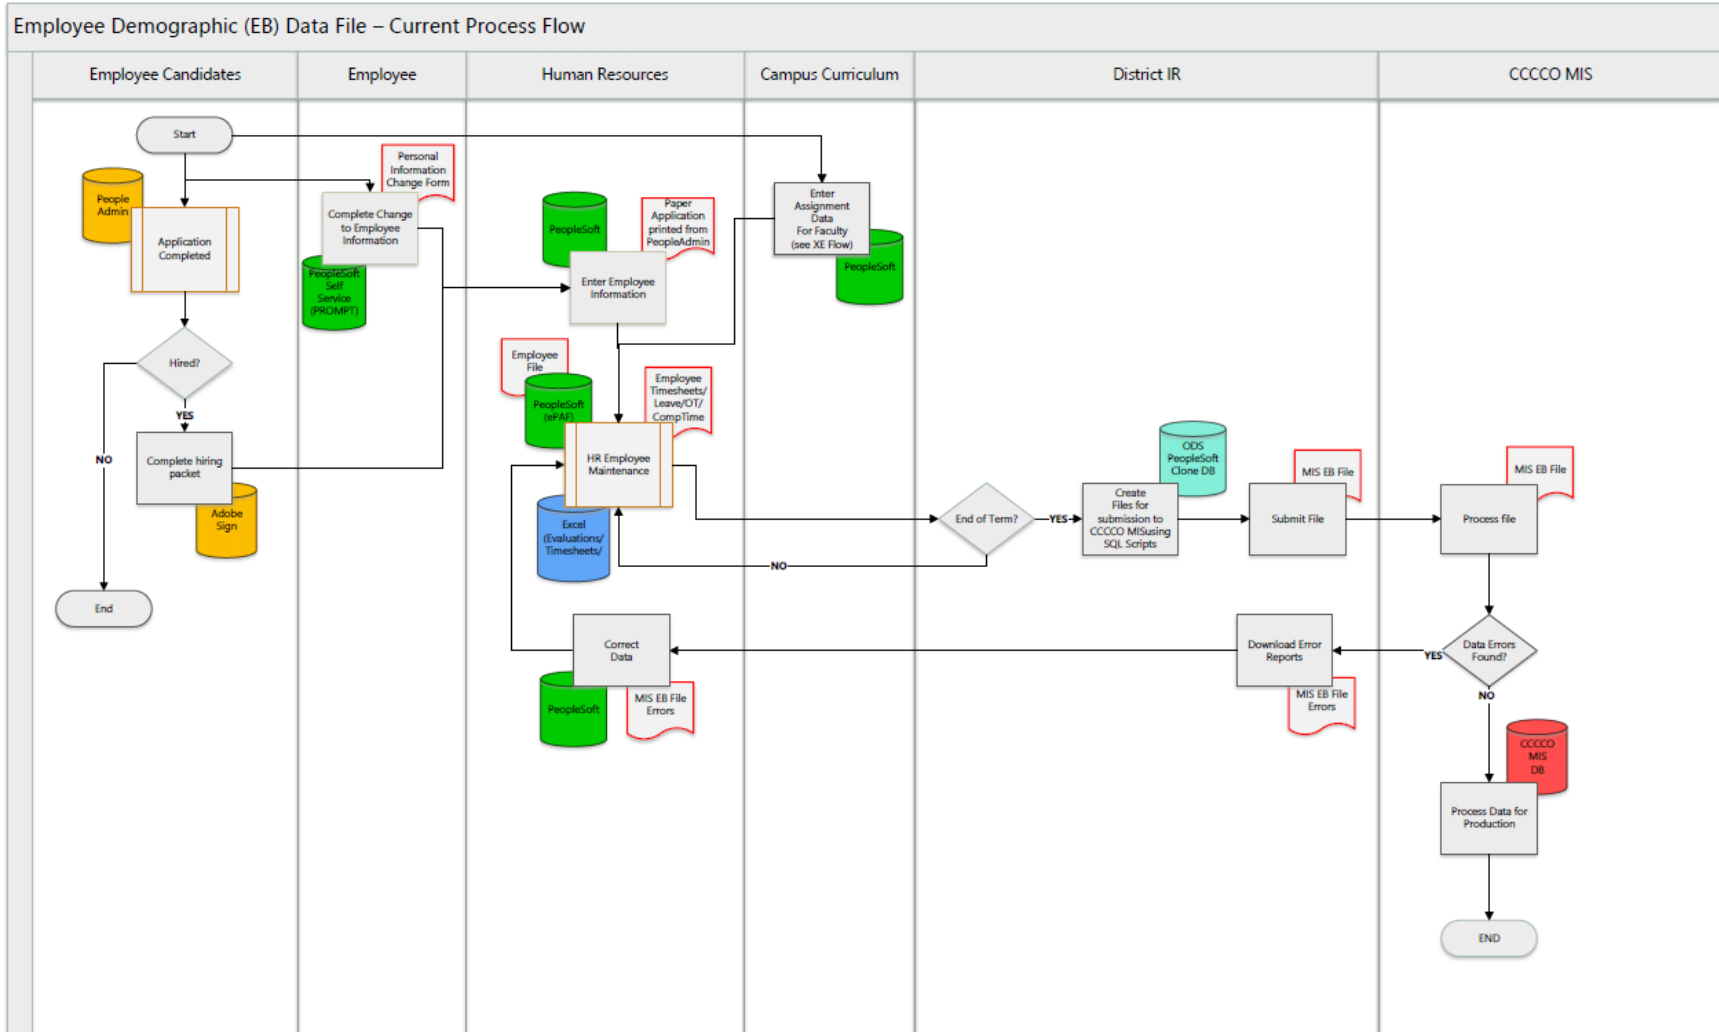 Employee Demographic (EB) Data File – Current Process Flow
Employee Candidates
Employee
Human Resources
Campus Curriculum
District IR
CCCCO MIS
Start
People
Admin
Application
Completed
Hired?
YES
NO
Complete hiring
packet
Adobe
Sign
End
Personal
Information
Change Form
Complete Change
to Employee
Information
PeopleSoft
Self
Service
(PROMPT)
PeopleSoft
Paper
Application
printed from
PeopleAdmin
Enter Employee
Information
Employee
File
PeopleSoft
(ePAF)
Employee
Timesheets/
Leave/OT/
CompTime
HR Employee
Maintenance
Excel
(Evaluations/
Timesheets/
Correct
Data
PeopleSoft
MIS EB File
Errors
Enter
Assignment
Data
For Faculty
(see XE Flow)
PeopleSoft
NO
End of Term?
YES
ODS
PeopleSoft
Clone DB
Create
Files for
submission to
CCCCO MISusing
SQL Scripts
MIS EB File
Submit File
Download Error
Reports
MIS EB File
Errors
MIS EB File
Process file
Data Errors
Found?
YES
NO
CCCCO
MIS
DB
Process Data for
Production
END